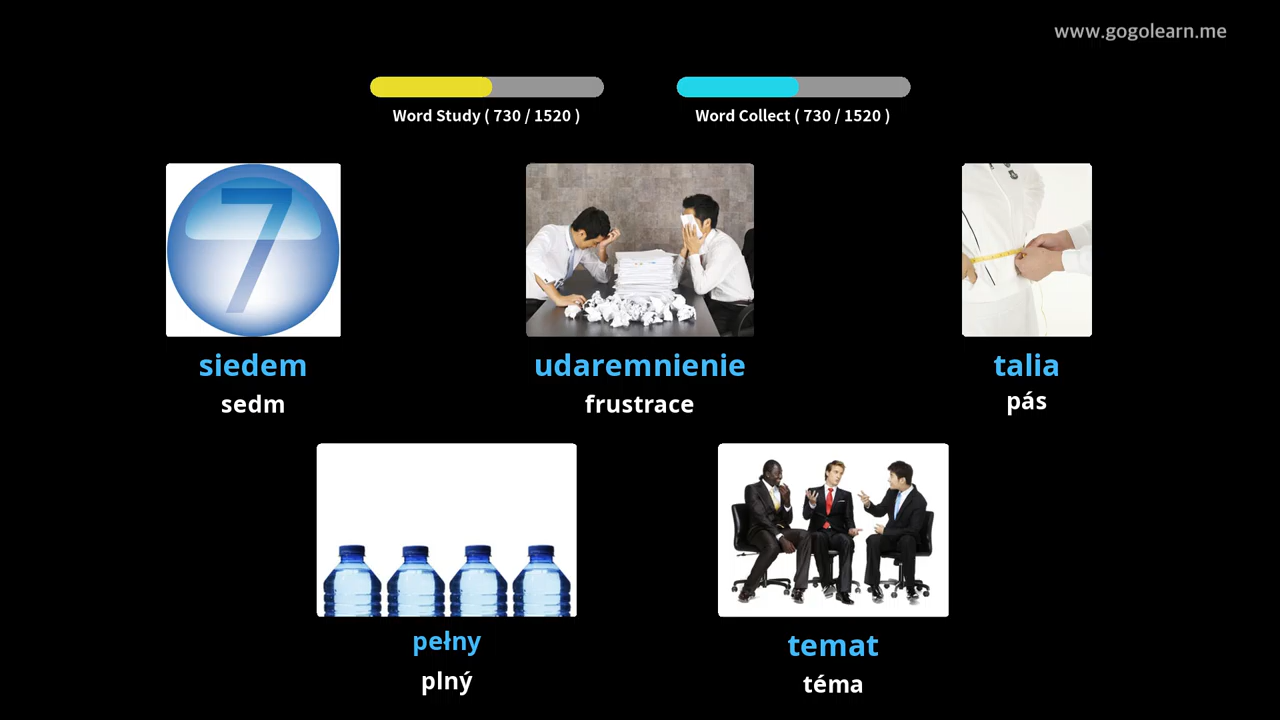 www.gogolearn.me
Word Study ( 730 / 1520 )
Word Collect ( 730 / 1520 )
7
siedem
sedm
udaremnienie
frustrace
talia
pás
pełny
plný
temat
téma